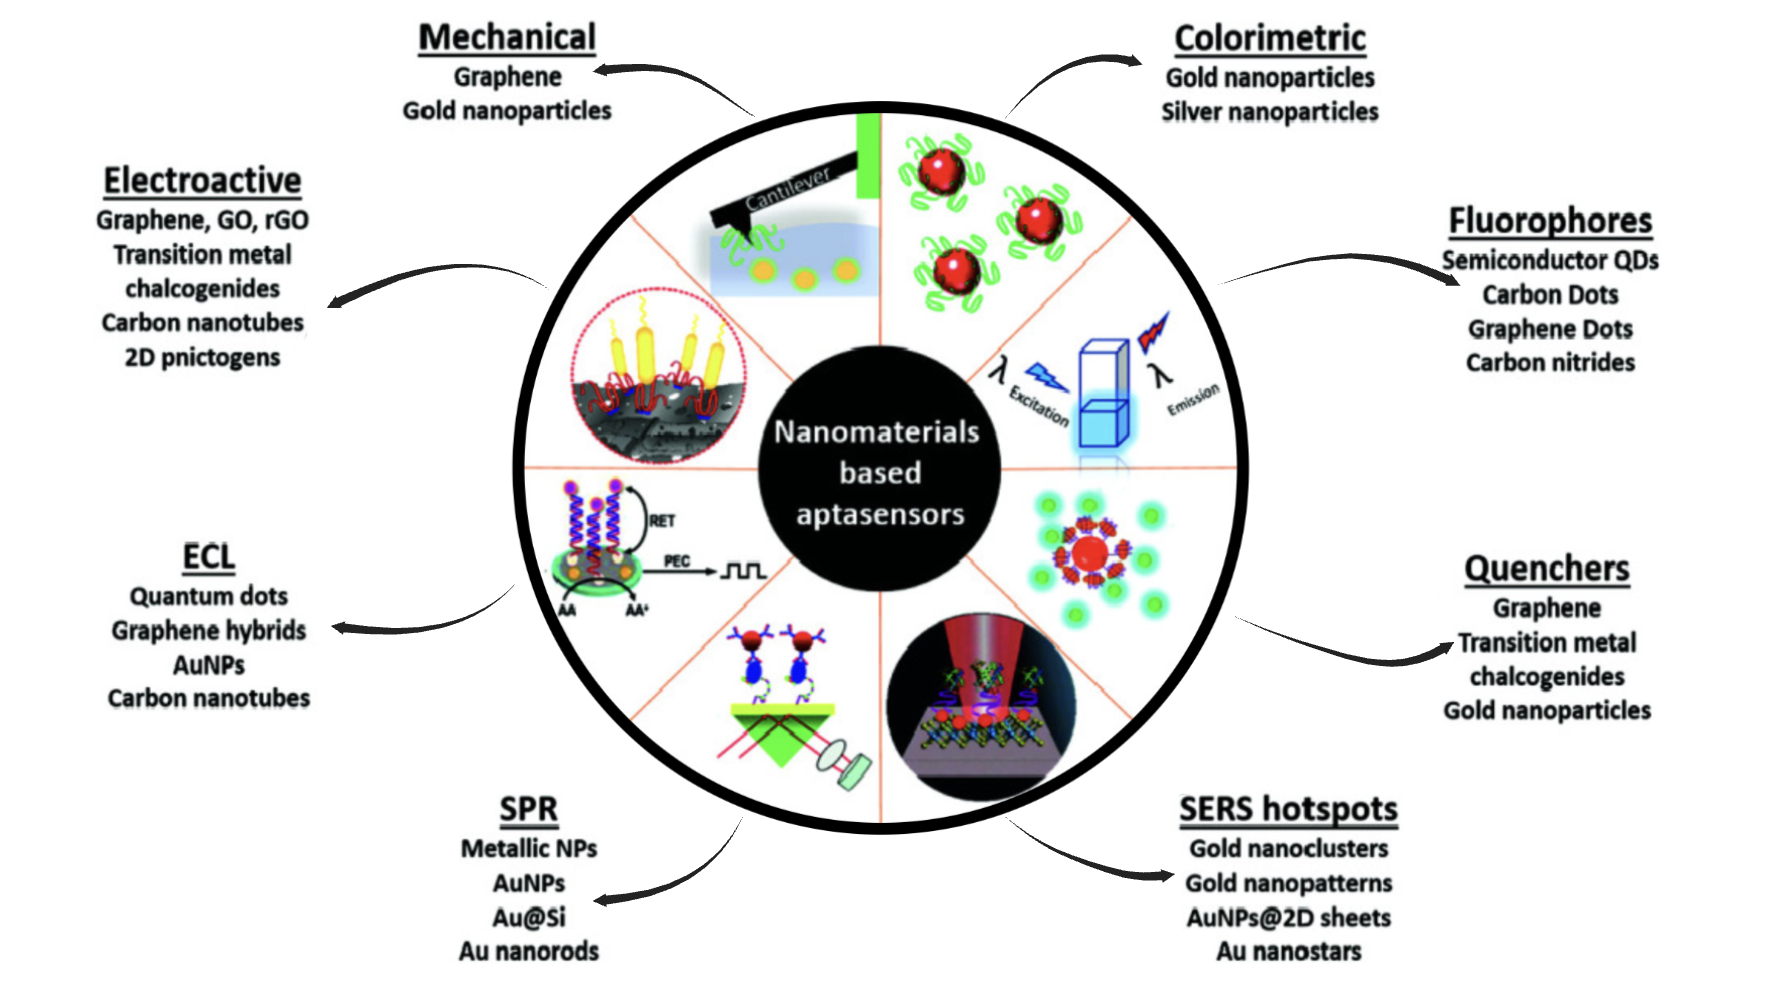 Mechanical
Graphene
Gold nanoparticles
Colorimetric
Gold nanoparticles
Silver nanoparticles
Electroactive
Graphene, GO, rGO
Transition metal
chalcogenides
Carbon nanotubes
2D pnictogens
Fluorophores
Semiconductor QDs
Carbon Dots
Graphene Dots
Carbon nitrides
Cantilever
λ
Excitation
λ
Emission
Nanomaterials
based
aptasensors
RET
PEC
AA
AA⁺
ECL
Quantum dots
Graphene hybrids
AuNPs
Carbon nanotubes
Quenchers
Graphene
Transition metal
chalcogenides
Gold nanoparticles
SPR
Metallic NPs
AuNPs
Au@Si
Au nanorods
SERS hotspots
Gold nanoclusters
Gold nanopatterns
AuNPs@2D sheets
Au nanostars